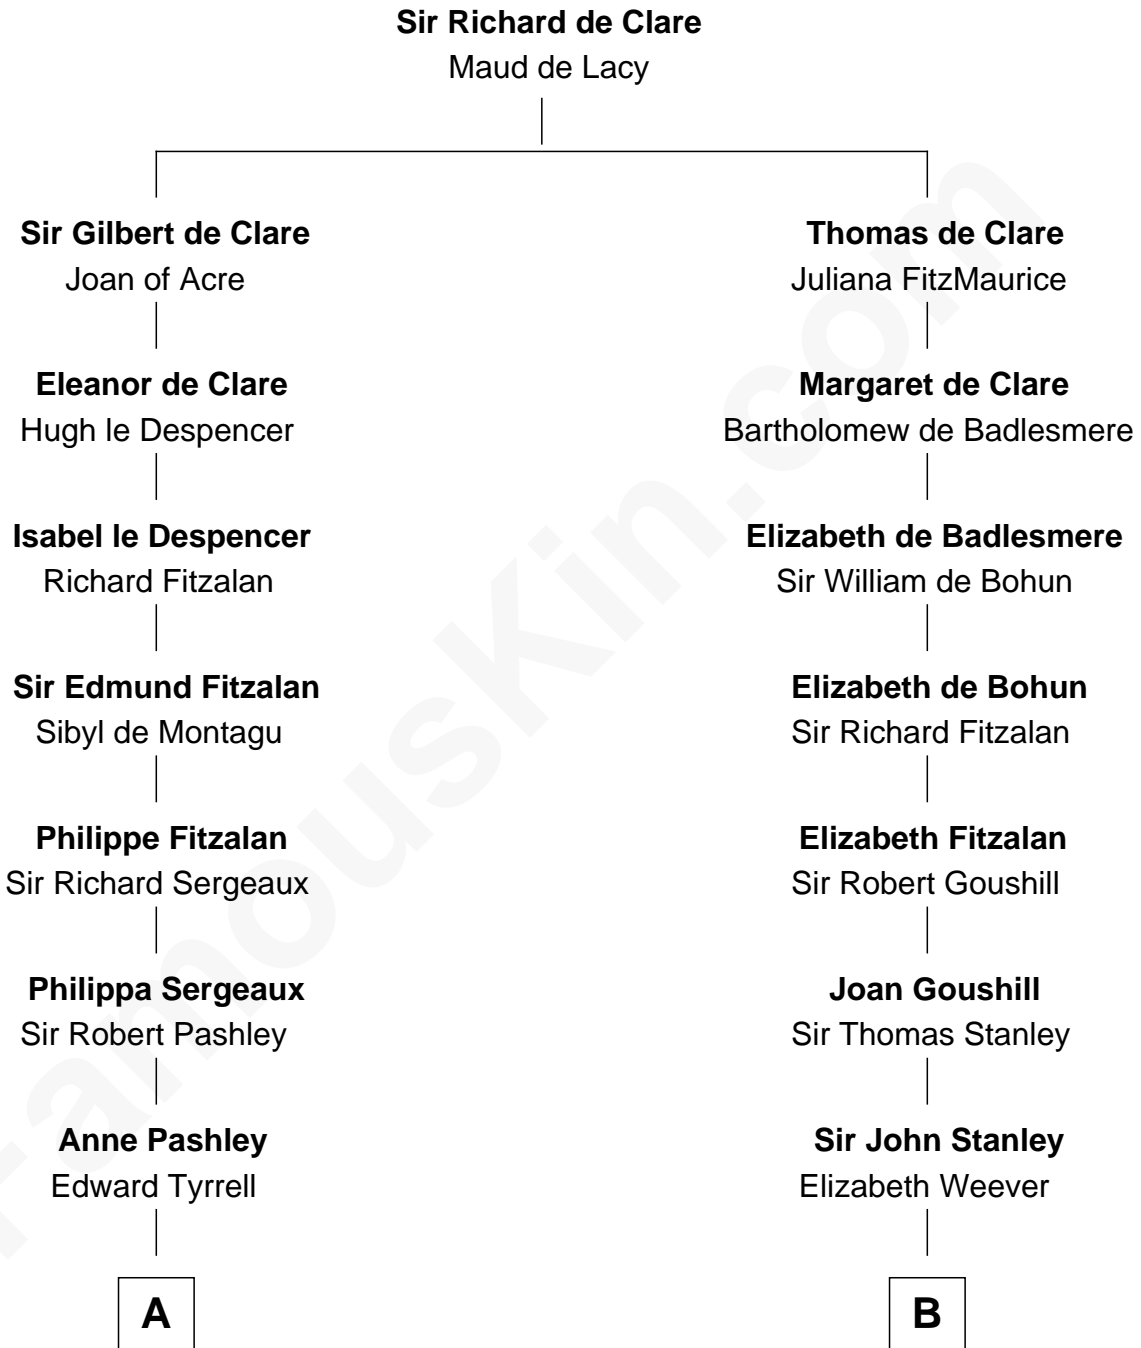 Sir Richard de Clare
Maud de Lacy
Sir Gilbert de Clare
Joan of Acre
Thomas de Clare
Juliana FitzMaurice
Eleanor de Clare
Hugh le Despencer
Margaret de Clare
Bartholomew de Badlesmere
Isabel le Despencer
Richard Fitzalan
Elizabeth de Badlesmere
Sir William de Bohun
Sir Edmund Fitzalan
Sibyl de Montagu
Elizabeth de Bohun
Sir Richard Fitzalan
Philippe Fitzalan
Sir Richard Sergeaux
Elizabeth Fitzalan
Sir Robert Goushill
Philippa Sergeaux
Sir Robert Pashley
Joan Goushill
Sir Thomas Stanley
Anne Pashley
Edward Tyrrell
Sir John Stanley
Elizabeth Weever
A
B
FamousKin.com